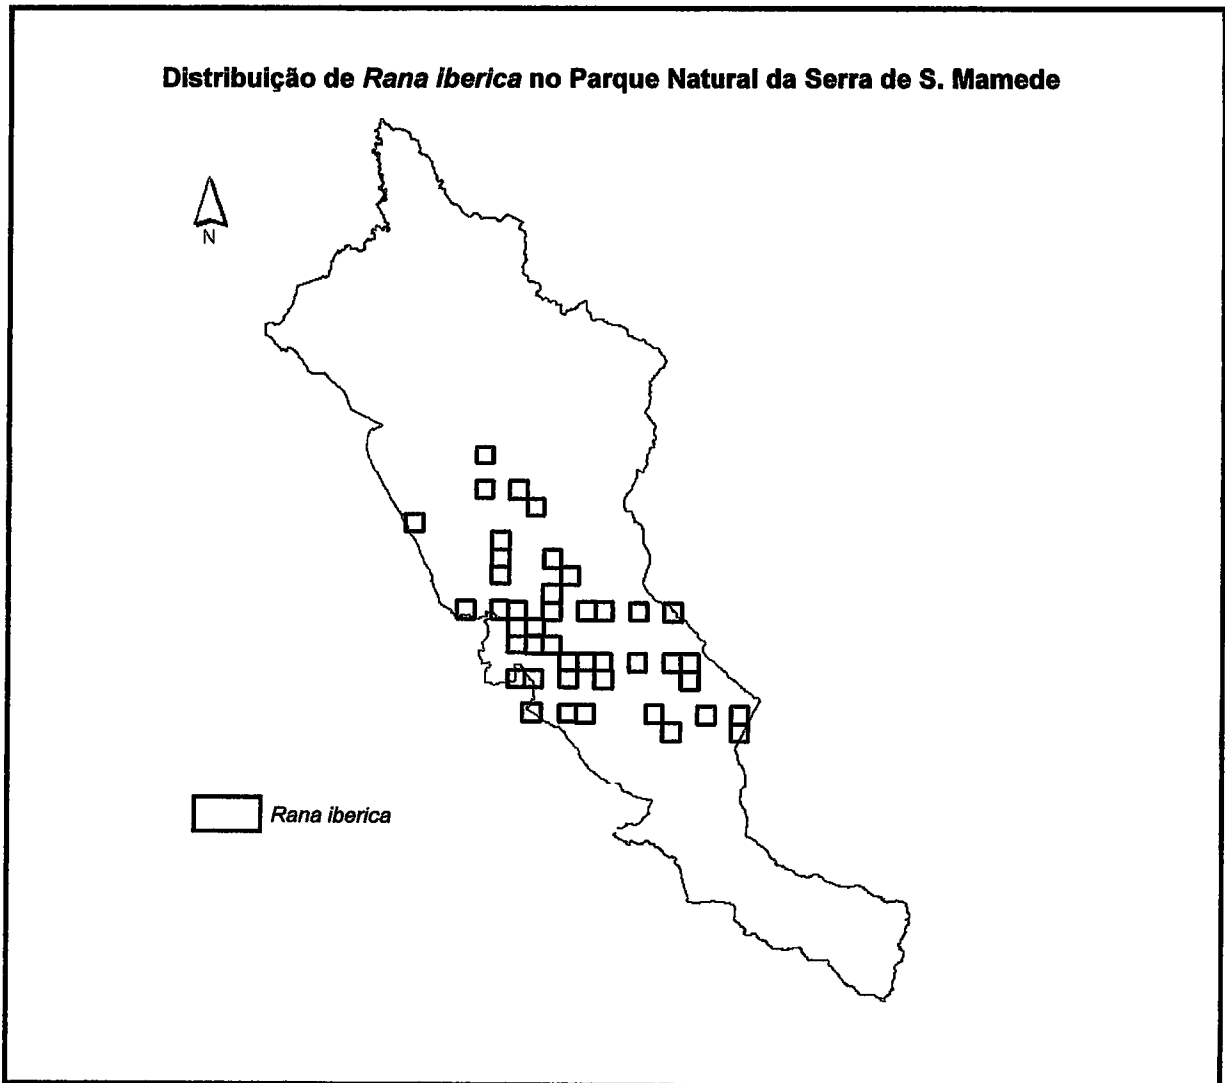 Distribuição de Rana iberica no Parque Natural da Serra de S. Mamede
N
Rana iberica